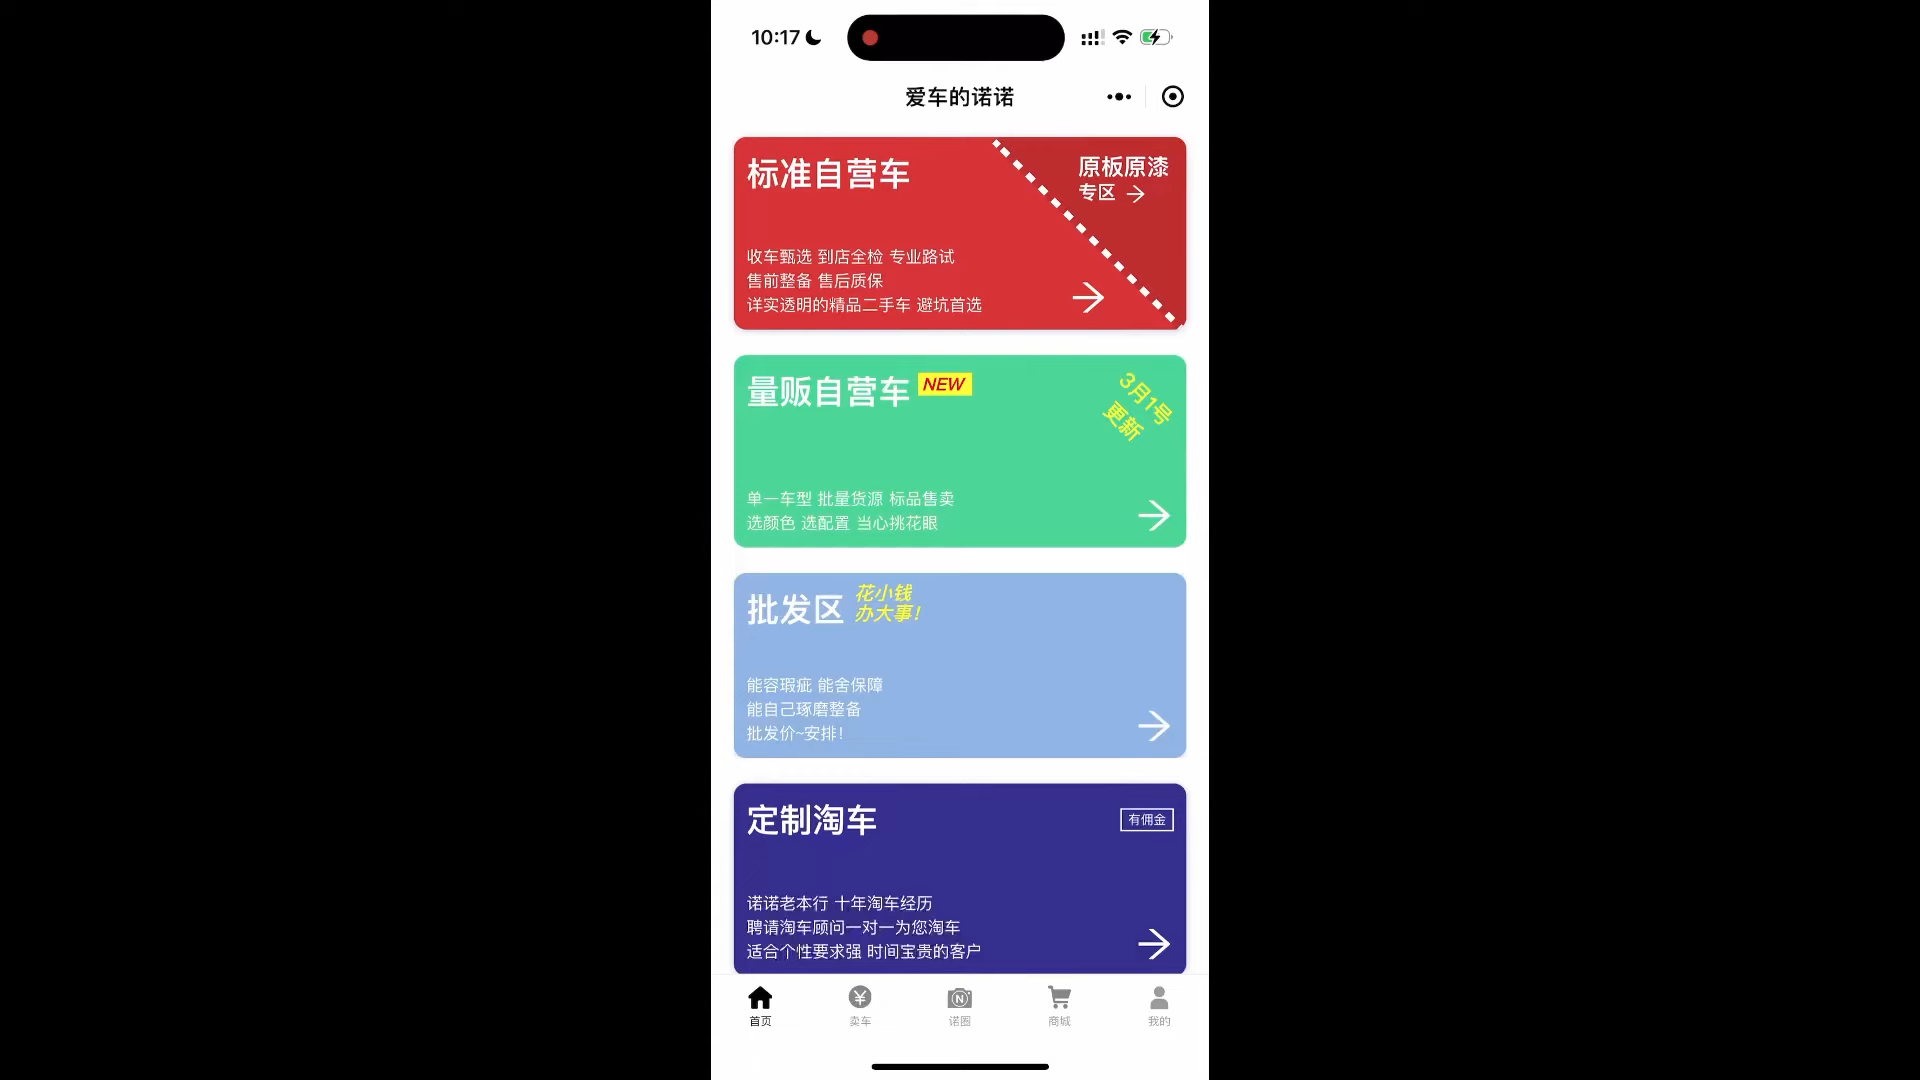 10:17
爱车的诺诺
标准自营车
原板原漆
专区
收车甄选 到店全检 专业路试
售前整备 售后质保
详实透明的精品二手车 避坑首选
量贩自营车 NEW
3月1号
更新
单一车型 批量货源 标品售卖
选颜色 选配置 当心挑花眼
批发区
花小钱
办大事!
能容瑕疵 能舍保障
能自己琢磨整备
批发价~安排!
定制淘车
有佣金
诺诺老本行 十年淘车经历
聘请淘车顾问一对一为您淘车
适合个性要求强 时间宝贵的客户
首页
卖车
诺圈
商城
我的